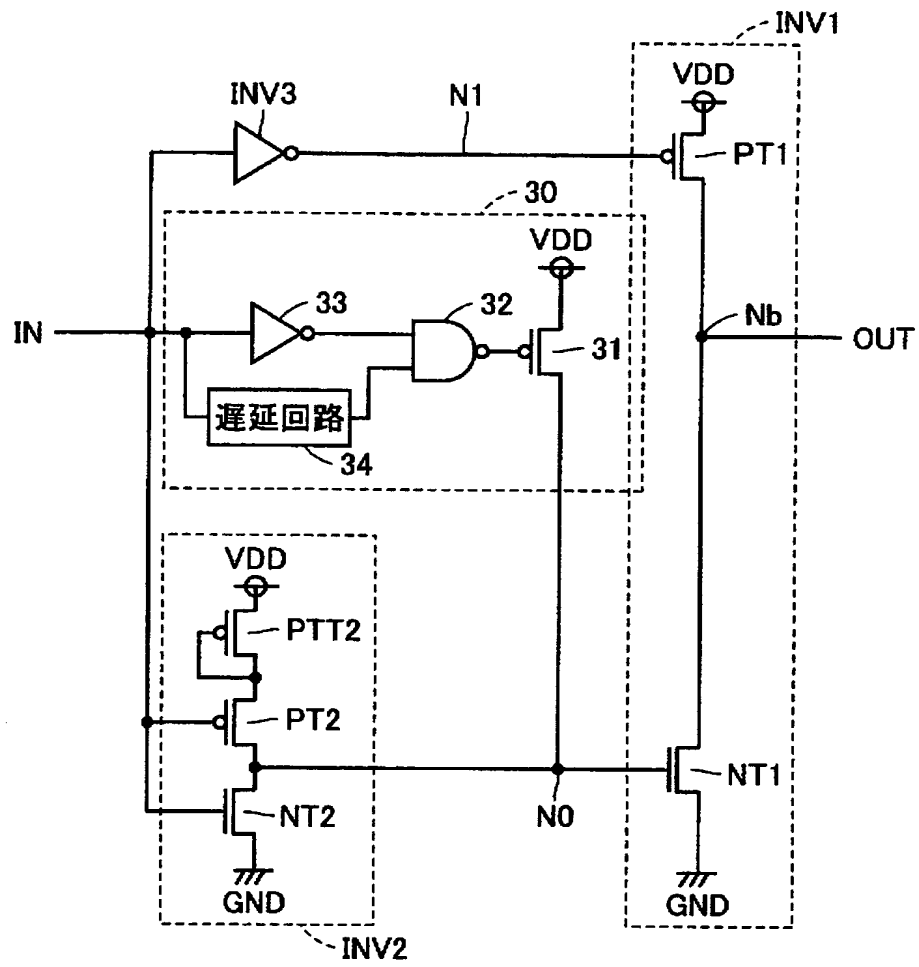 INV1
VDD
INV3
N1
PT1
30
VDD
33
32
IN
31
Nb
OUT
遅延回路
34
VDD
PTT2
PT2
NT2
N0
NT1
GND
GND
INV2